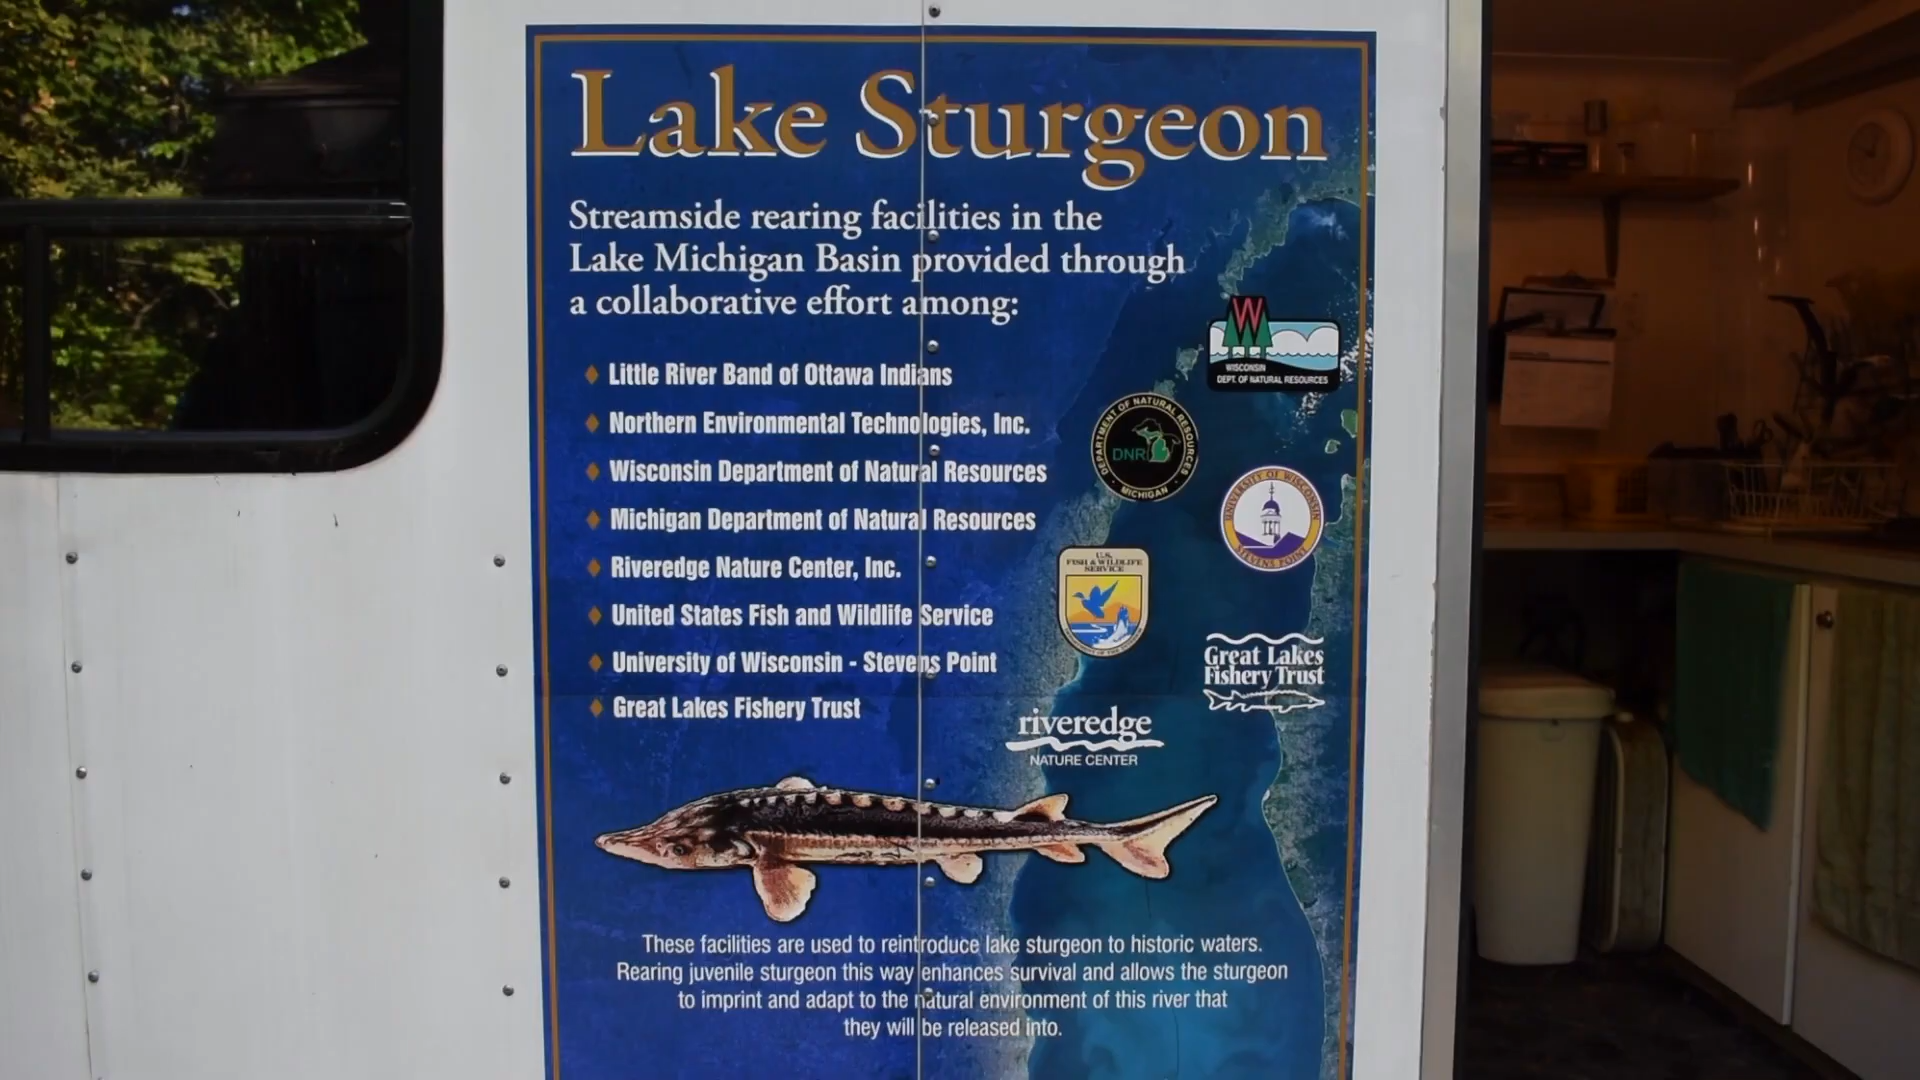 Lake Sturgeon
Streamside rearing facilities in the
Lake Michigan Basin provided through
a collaborative effort among:
Little River Band of Ottawa Indians
Northern Environmental Technologies, Inc.
Wisconsin Department of Natural Resources
Michigan Department of Natural Resources
Riveredge Nature Center, Inc.
United States Fish and Wildlife Service
University of Wisconsin - Stevens Point
Great Lakes Fishery Trust
W
WISCONSIN
DEPT. OF NATURAL RESOURCES
DEPARTMENT OF NATURAL RESOURCES
DNR
MICHIGAN
UNIVERSITY OF WISCONSIN
STEVENS POINT
U.S.
FISH & WILDLIFE
SERVICE
Great Lakes
Fishery Trust
riveredge
NATURE CENTER
These facilities are used to reintroduce lake sturgeon to historic waters.
Rearing juvenile sturgeon this way enhances survival and allows the sturgeon
to imprint and adapt to the natural environment of this river that
they will be released into.